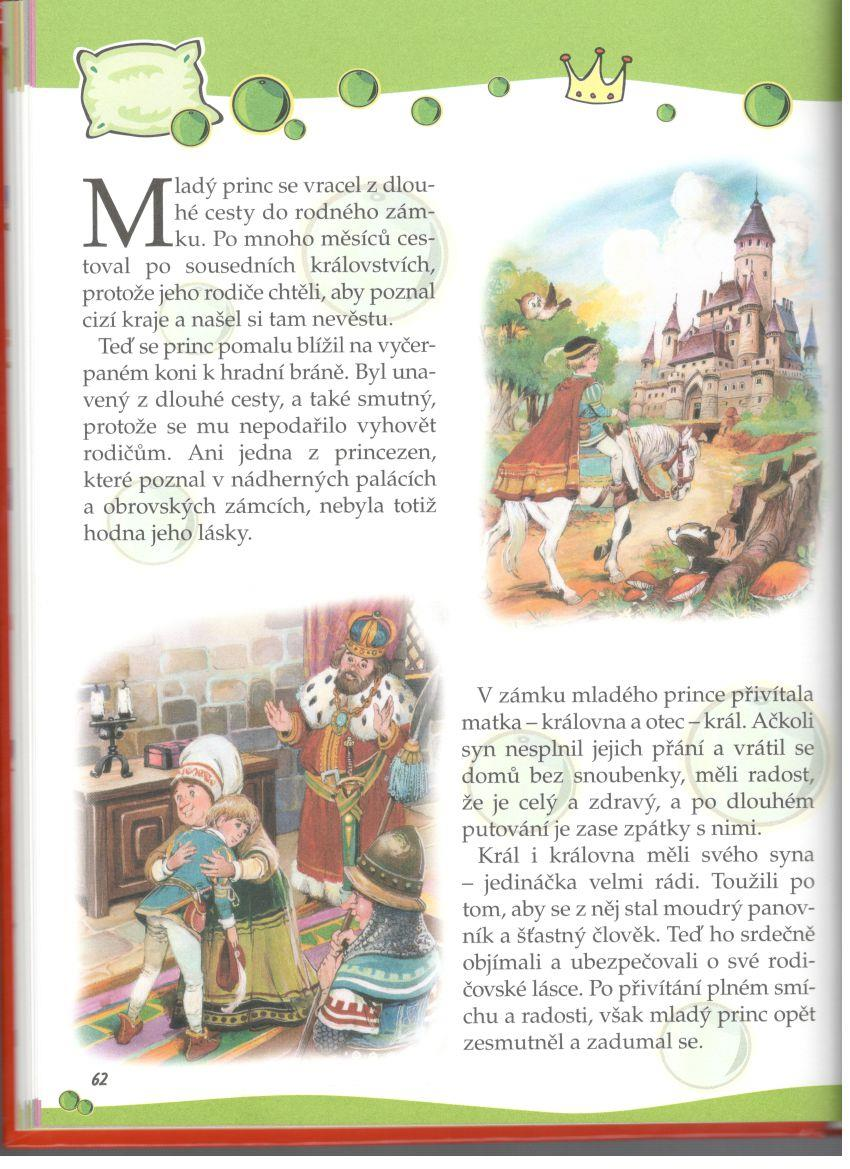 Mladý princ se vracel z dlou-
hé cesty do rodného zám-
ku. Po mnoho měsíců ces-
toval po sousedních královstvích,
protože jeho rodiče chtěli, aby poznal
cizí kraje a našel si tam nevěstu.
Teď se princ pomalu blížil na vyčer-
paném koni k hradní bráně. Byl una-
vený z dlouhé cesty, a také smutný,
protože se mu nepodařilo vyhovět
rodičům. Ani jedna z princezen,
které poznal v nádherných palácích
a obrovských zámcích, nebyla totiž
hodna jeho lásky.
V zámku mladého prince přivítala
matka – královna a otec – král. Ačkoli
syn nesplnil jejich přání a vrátil se
domů bez snoubenky, měli radost,
že je celý a zdravý, a po dlouhém
putování je zase zpátky s nimi.
Král i královna měli svého syna
– jedináčka velmi rádi. Toužili po
tom, aby se z něj stal moudrý panov-
ník a šťastný člověk. Teď ho srdečně
objímali a ubezpečovali o své rodi-
čovské lásce. Po přivítání plném smí-
chu a radosti, však mladý princ opět
zesmutněl a zadumal se.
62